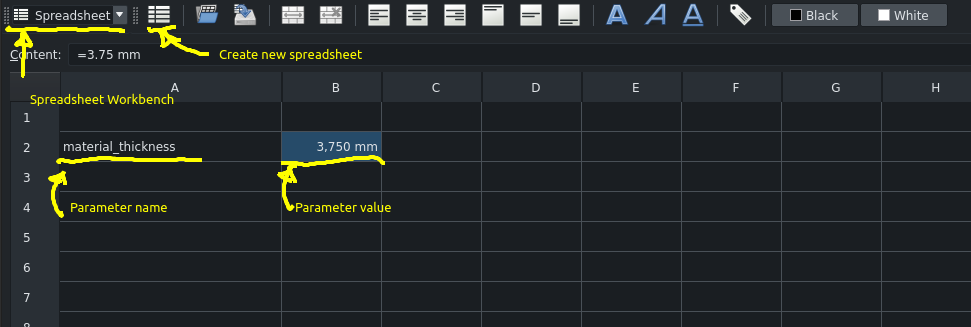 Spreadsheet
Black
White
Content: =3.75 mm
Create new spreadsheet
Spreadsheet Workbench
A B C D E F G H
1
2 material_thickness 3,750 mm
3
4 Parameter name Parameter value
5
6
7
8